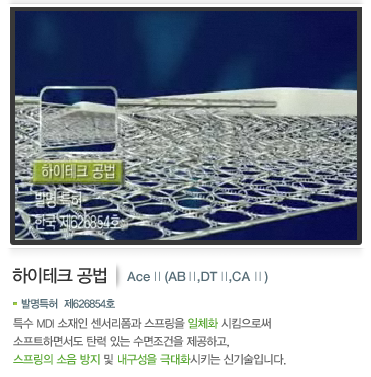 하이테크 공법
발명 특허
한국 제626854호
하이테크 공법 Ace Ⅱ (AB Ⅱ,DT Ⅱ,CA Ⅱ)
발명특허 제626854호
특수 MDI 소재인 센서리폼과 스프링을 일체화 시킴으로써
소프트하면서도 탄력 있는 수면조건을 제공하고,
스프링의 소음 방지 및 내구성을 극대화시키는 신기술입니다.